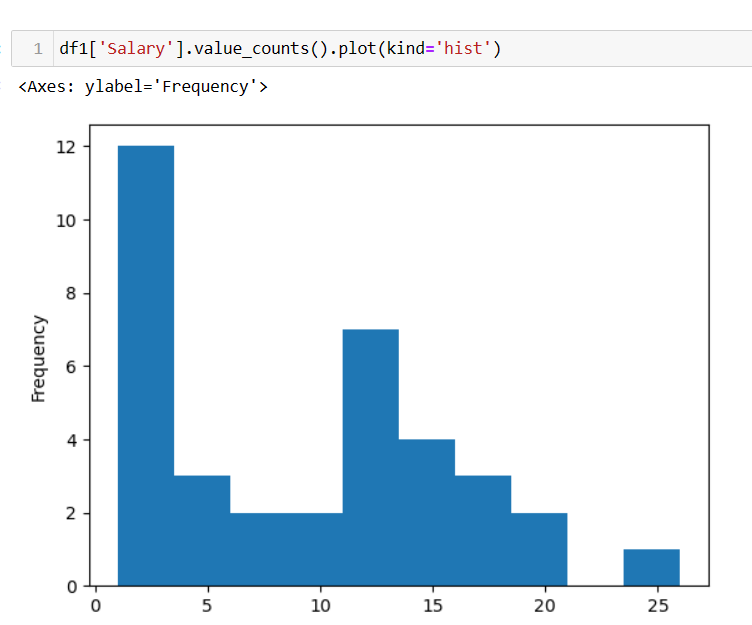 1 df1['Salary'].value_counts().plot(kind='hist')
<Axes: ylabel='Frequency'>
12
10
8
6
4
2
0
Frequency
0 5 10 15 20 25